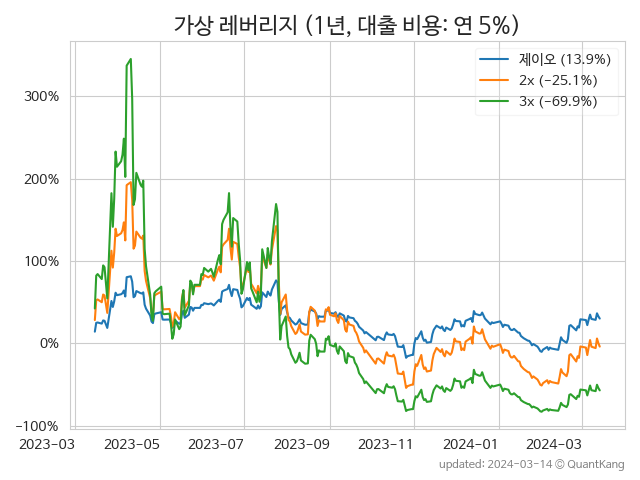 가상 레버리지 (1년, 대출 비용: 연 5%)
제이오 (13.9%)
2x (−25.1%)
3x (−69.9%)
300%
200%
100%
0%
−100%
2023-03 2023-05 2023-07 2023-09 2023-11 2024-01 2024-03
updated: 2024-03-14 © QuantKang